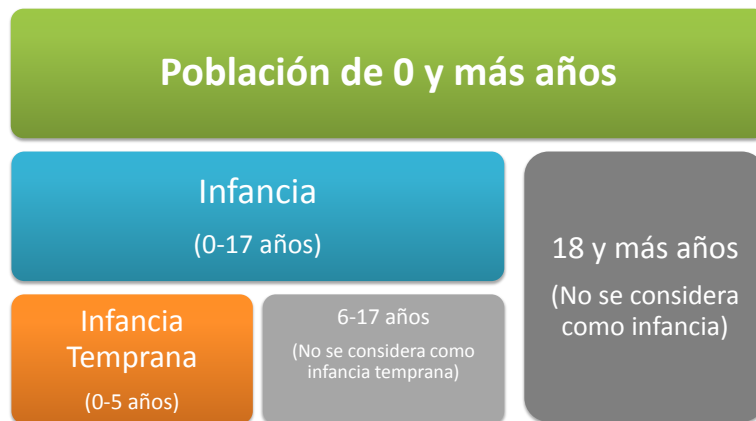 Población de 0 y más años
Infancia
(0-17 años)
18 y más años
(No se considera
como infancia)
Infancia
Temprana
(0-5 años)
6-17 años
(No se considera como
infancia temprana)